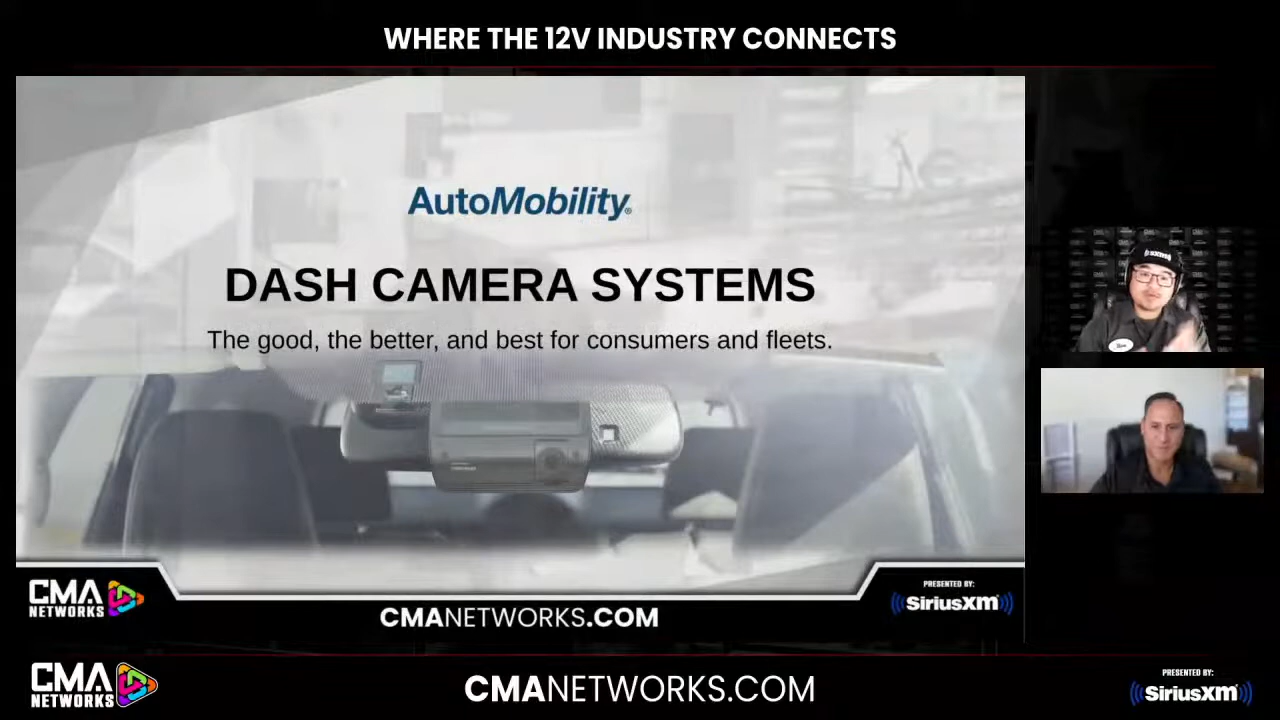 WHERE THE 12V INDUSTRY CONNECTS
AutoMobility®
DASH CAMERA SYSTEMS
The good, the better, and best for consumers and fleets.
CMA
NETWORKS
CMANETWORKS.COM
PRESENTED BY:
SiriusXM
CMA
NETWORKS
CMANETWORKS.COM
PRESENTED BY:
SiriusXM